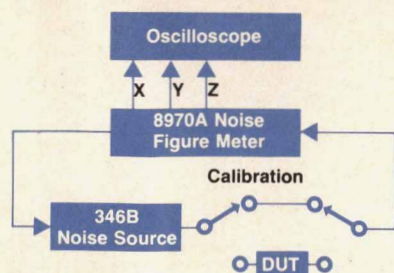 Oscilloscope
X Y Z
8970A Noise
Figure Meter
Calibration
346B
Noise Source
DUT